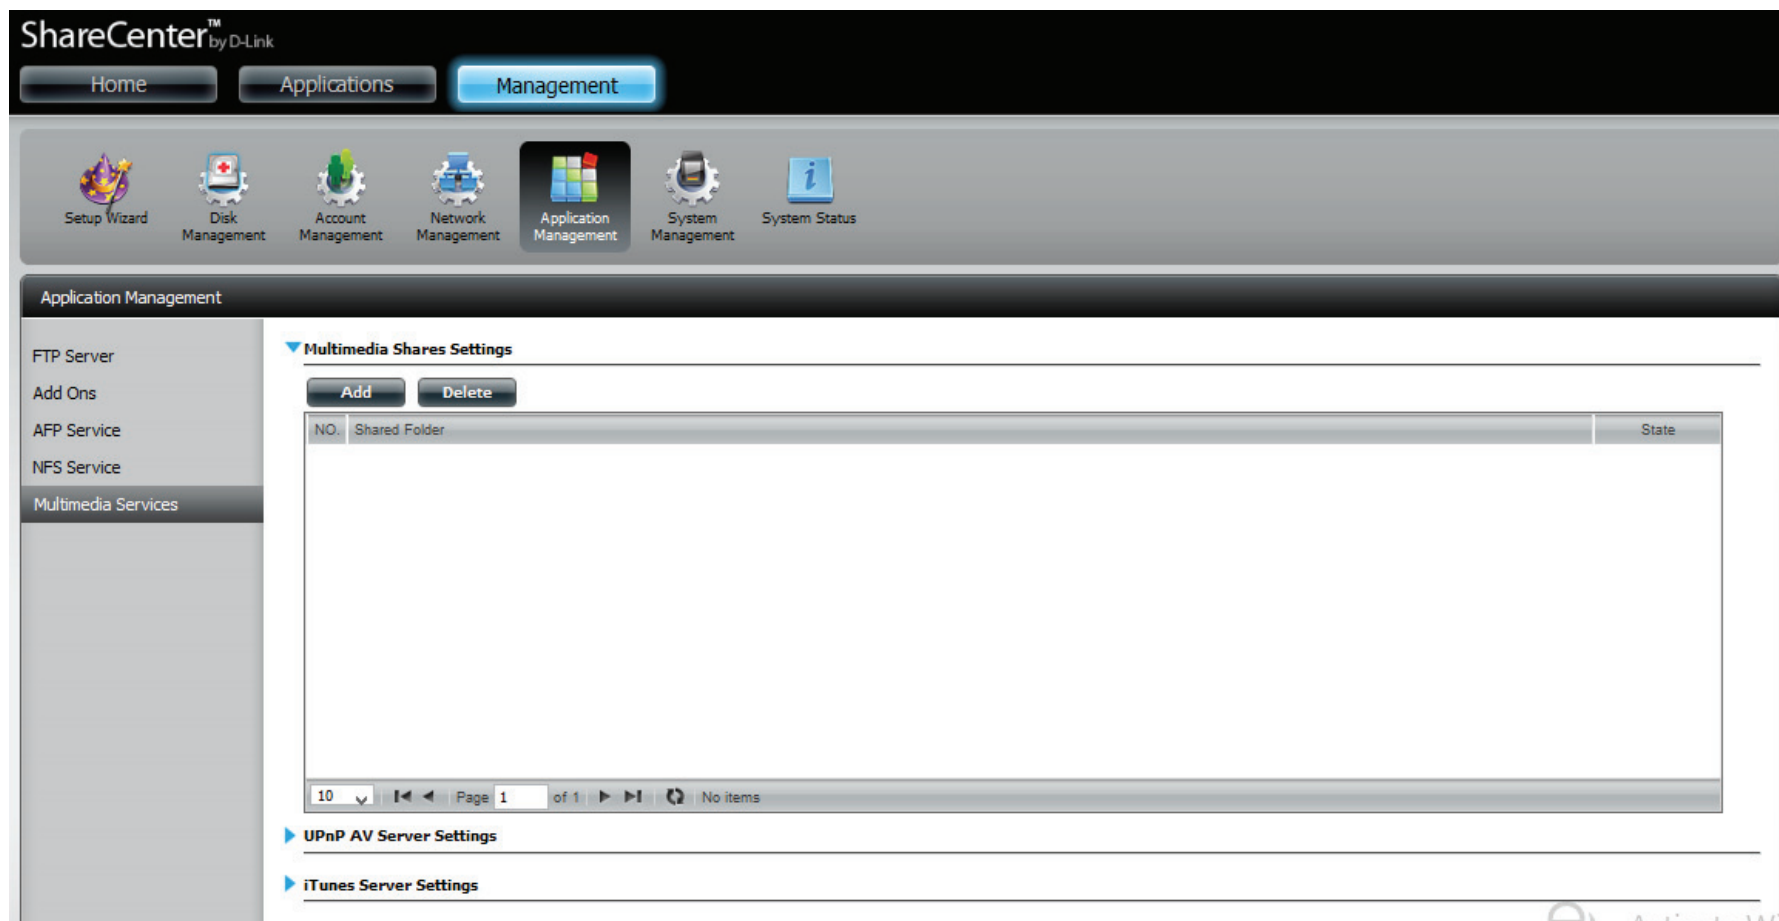 ShareCenter™ by D-Link
Home Applications Management
Setup Wizard Disk Management Account Management Network Management Application Management System Management System Status
Application Management
FTP Server
Add Ons
AFP Service
NFS Service
Multimedia Services
Multimedia Shares Settings
Add Delete
NO. Shared Folder State
10 Page 1 of 1 No items
UPnP AV Server Settings
iTunes Server Settings